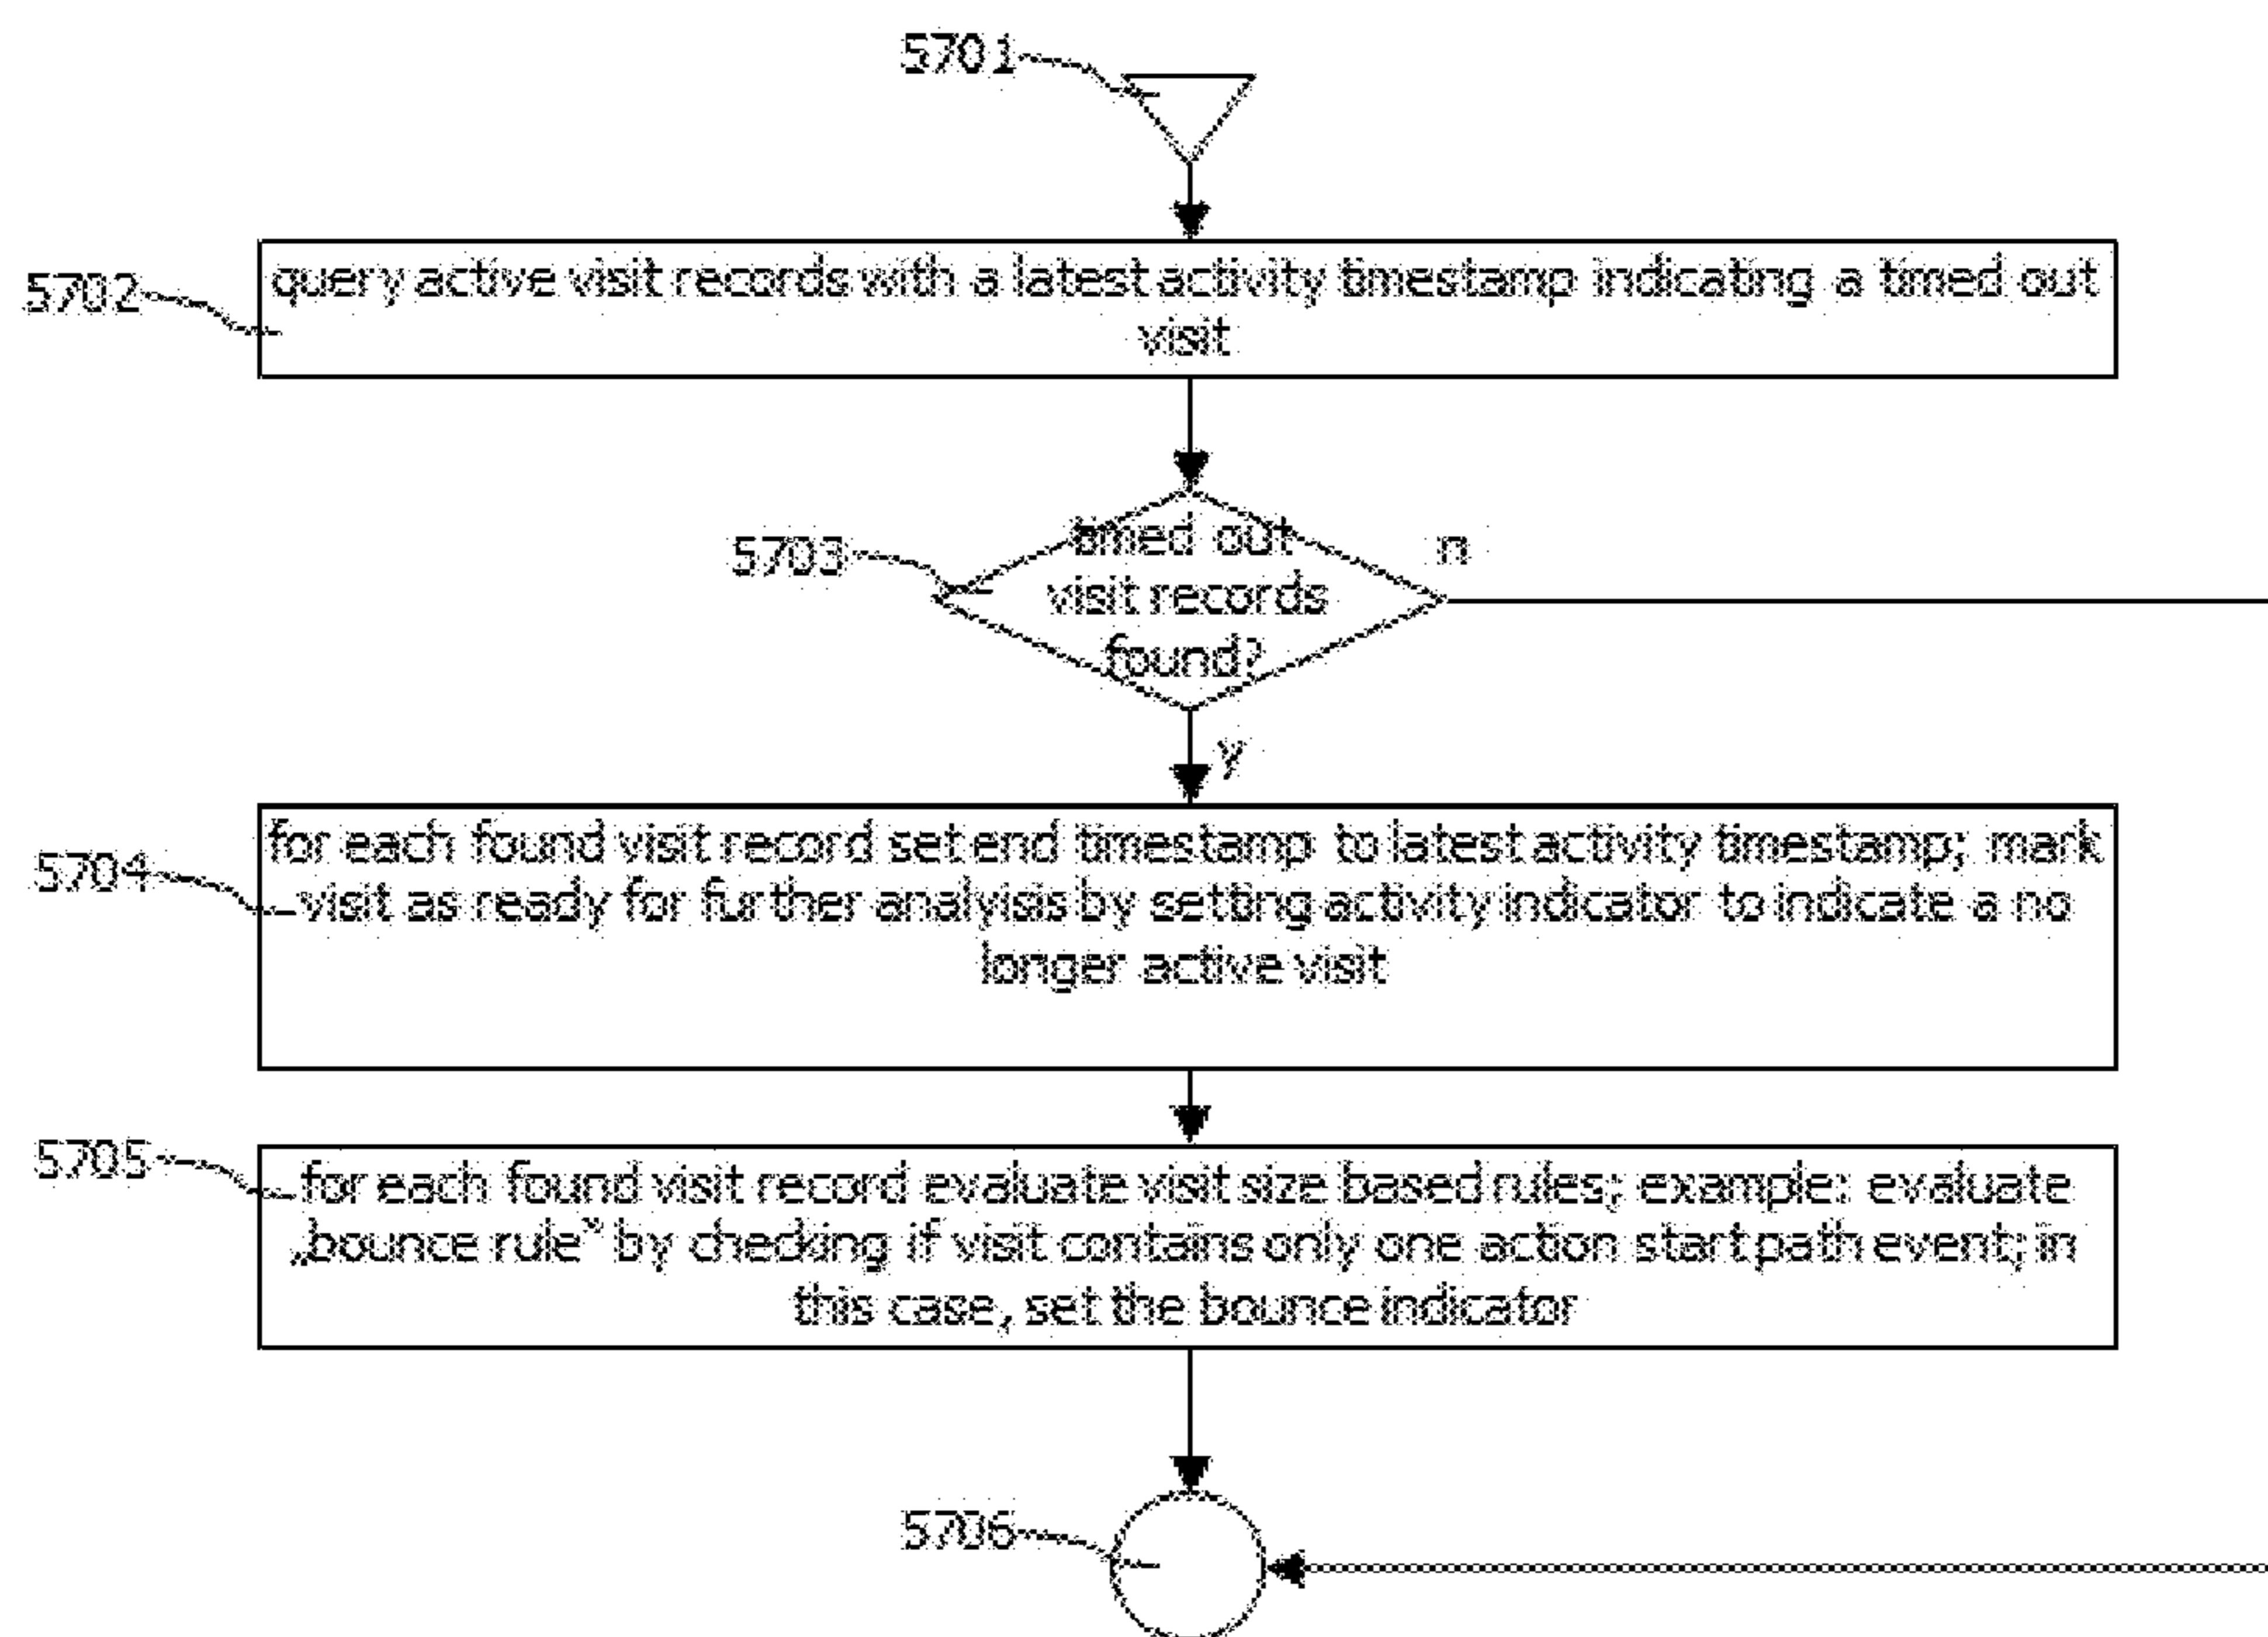 5701
5702
query active visit records with a latest activity timestamp indicating a timed out
visit
5703
timed out
visit records
found?
n
y
5704
for each found visit record set end timestamp to latest activity timestamp; mark
visit as ready for further analyisis by setting activity indicator to indicate a no
longer active visit
5705
for each found visit record evaluate visit size based rules; example: evaluate
„bounce rule" by checking if visit contains only one action start path event; in
this case, set the bounce indicator
5706